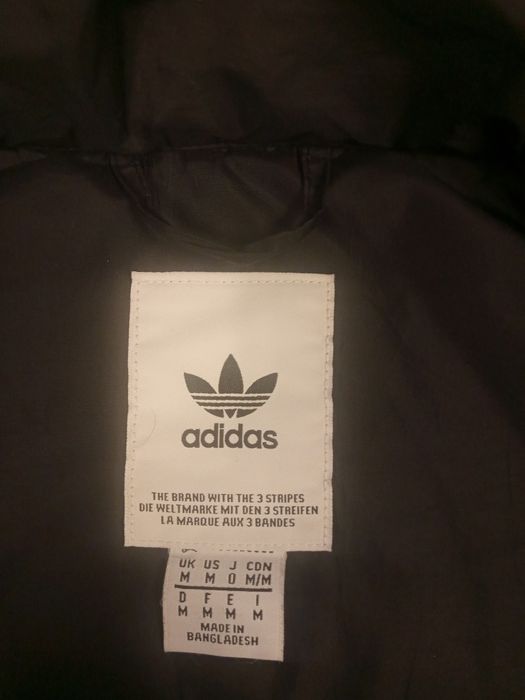 adidas
THE BRAND WITH THE 3 STRIPES
DIE WELTMARKE MIT DEN 3 STREIFEN
LA MARQUE AUX 3 BANDES
UK US J CDN
M M O M/M
D F E I
M M M M
MADE IN
BANGLADESH